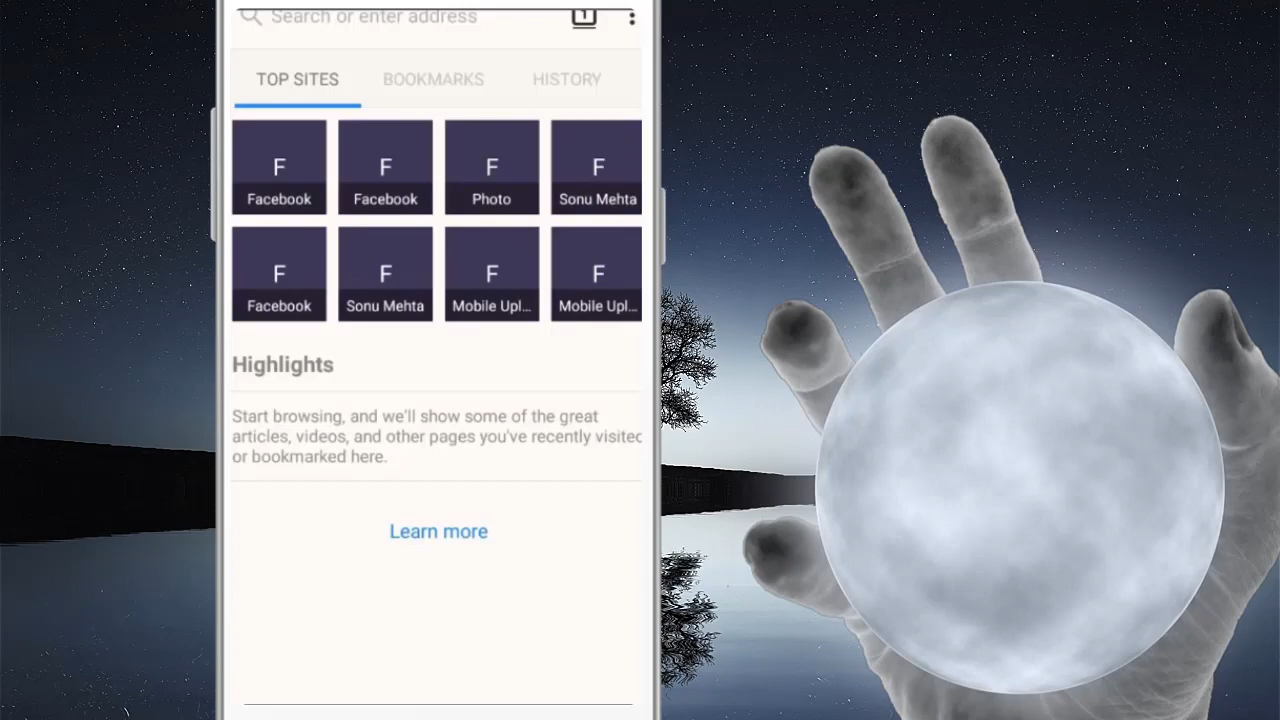 Search or enter address
1
TOP SITES BOOKMARKS HISTORY
F F F F
Facebook Facebook Photo Sonu Mehta
F F F F
Facebook Sonu Mehta Mobile Upl... Mobile Upl...
Highlights
Start browsing, and we'll show some of the great
articles, videos, and other pages you've recently visited
or bookmarked here.
Learn more